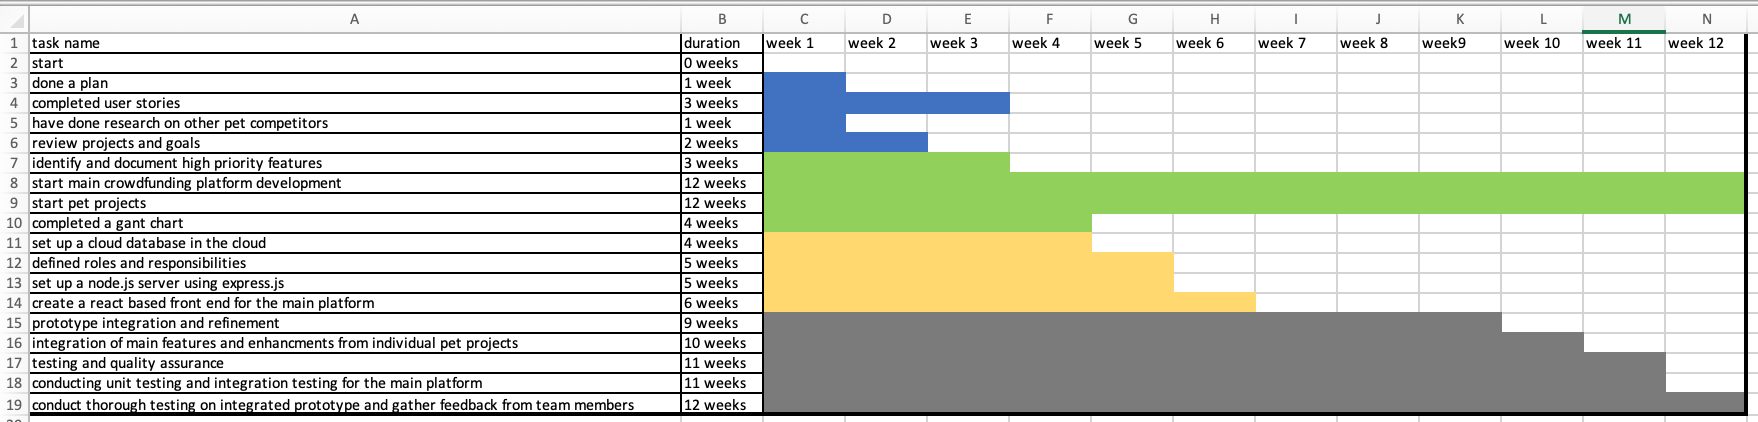 A B C D E F G H I J K L M N
1 task name duration week 1 week 2 week 3 week 4 week 5 week 6 week 7 week 8 week9 week 10 week 11 week 12
2 start 0 weeks
3 done a plan 1 week
4 completed user stories 3 weeks
5 have done research on other pet competitors 1 week
6 review projects and goals 2 weeks
7 identify and document high priority features 3 weeks
8 start main crowdfunding platform development 12 weeks
9 start pet projects 12 weeks
10 completed a gant chart 4 weeks
11 set up a cloud database in the cloud 4 weeks
12 defined roles and responsibilities 5 weeks
13 set up a node.js server using express.js 5 weeks
14 create a react based front end for the main platform 6 weeks
15 prototype integration and refinement 9 weeks
16 integration of main features and enhancments from individual pet projects 10 weeks
17 testing and quality assurance 11 weeks
18 conducting unit testing and integration testing for the main platform 11 weeks
19 conduct thorough testing on integrated prototype and gather feedback from team members 12 weeks